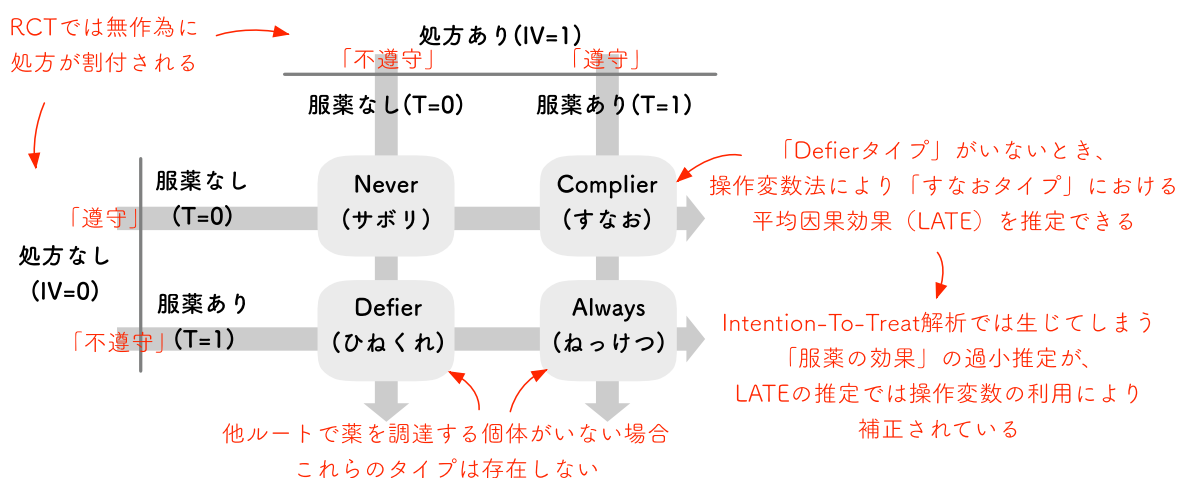 RCTでは無作為に
処方が割付される
処方あり(IV=1)
「不遵守」
「遵守」
服薬なし(T=0)
服薬あり(T=1)
「Defierタイプ」がいないとき、
操作変数法により「すなおタイプ」における
平均因果効果（LATE）を推定できる
服薬なし
(T=0)
「遵守」
Never
(サボリ)
Complier
(すなお)
処方なし
(IV=0)
服薬あり
(T=1)
「不遵守」
Defier
(ひねくれ)
Always
(ねっけつ)
Intention-To-Treat解析では生じてしまう
「服薬の効果」の過小推定が、
LATEの推定では操作変数の利用により
補正されている
他ルートで薬を調達する個体がいない場合
これらのタイプは存在しない